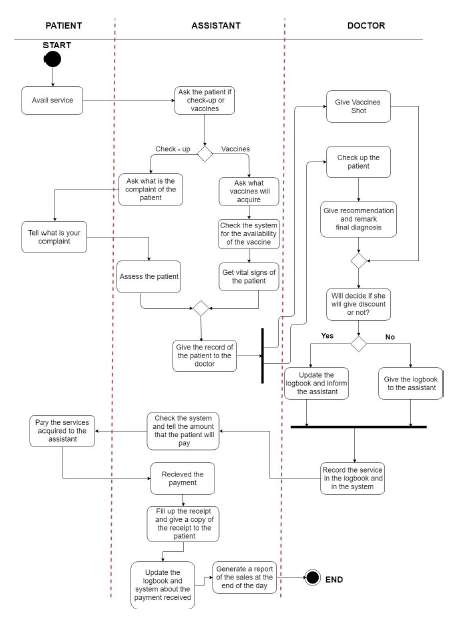 PATIENT
ASSISTANT
DOCTOR
START
Avail service
Ask the patient if
check-up or
vaccines
Give Vaccines
Shot
Check - up
Vaccines
Check up the
patient
Ask what is the
complaint of the
patient
Ask what
vaccines will
acquire
Tell what is your
complaint
Check the system
for the availability
of the vaccine
Give
recommendation
and remark
final diagnosis
Assess the patient
Get vital signs of
the patient
Will decide if she
will give discount
or not?
Give the record of
the patient to the
doctor
Yes
No
Update the
logbook and inform
the assistant
Give the logbook
to the assistant
Pay the services
acquired to the
assistant
Check the system
and tell the amount
that the patient will
pay
Record the service
in the logbook and
in the system
Recieved the
payment
Fill up the receipt
and give a copy of
the receipt to the
patient
Update the
logbook and
system about the
payment received
Generate a report
of the sales at the
end of the day
END